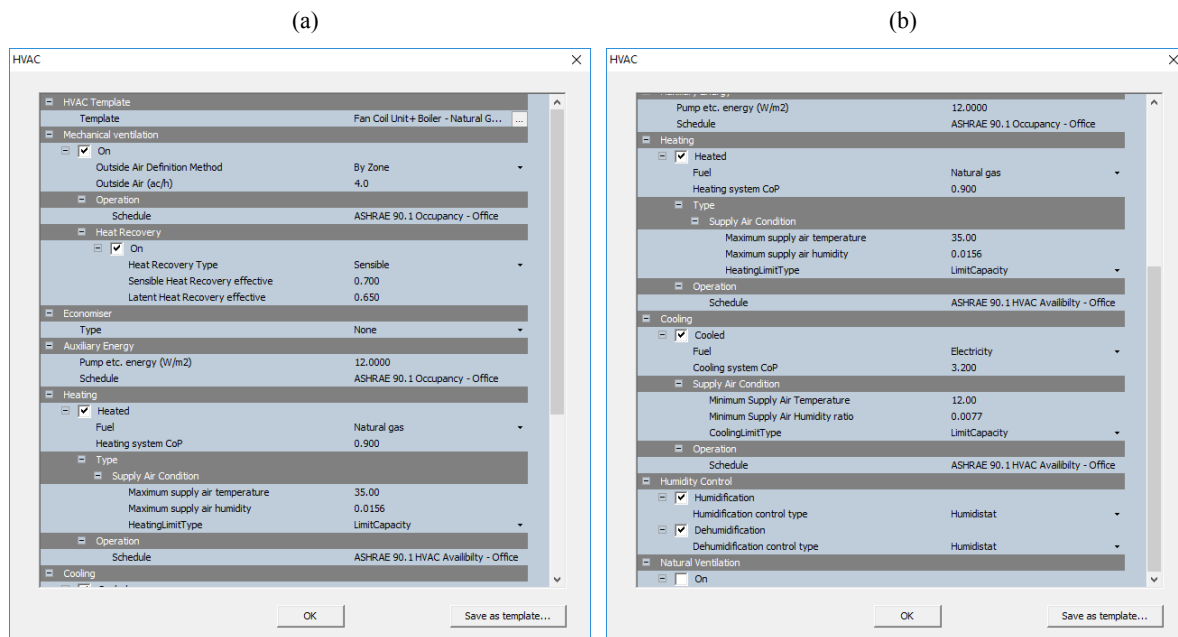 (a)
HVAC
HVAC Template
Template Fan Coil Unit+ Boiler - Natural G... ...
Mechanical ventilation
On
Outside Air Definition Method By Zone
Outside Air (ac/h) 4.0
Operation
Schedule ASHRAE 90.1 Occupancy - Office
Heat Recovery
On
Heat Recovery Type Sensible
Sensible Heat Recovery effective 0.700
Latent Heat Recovery effective 0.650
Economiser
Type None
Auxiliary Energy
Pump etc. energy (W/m2) 12.0000
Schedule ASHRAE 90.1 Occupancy - Office
Heating
Heated
Fuel Natural gas
Heating system CoP 0.900
Type
Supply Air Condition
Maximum supply air temperature 35.00
Maximum supply air humidity 0.0156
HeatingLimitType LimitCapacity
Operation
Schedule ASHRAE 90.1 HVAC Availibilty - Office
Cooling
OK Save as template...
(b)
HVAC
Pump etc. energy (W/m2) 12.0000
Schedule ASHRAE 90.1 Occupancy - Office
Heating
Heated
Fuel Natural gas
Heating system CoP 0.900
Type
Supply Air Condition
Maximum supply air temperature 35.00
Maximum supply air humidity 0.0156
HeatingLimitType LimitCapacity
Operation
Schedule ASHRAE 90.1 HVAC Availibilty - Office
Cooling
Cooled
Fuel Electricity
Cooling system CoP 3.200
Supply Air Condition
Minimum Supply Air Temperature 12.00
Minimum Supply Air Humidity ratio 0.0077
CoolingLimitType LimitCapacity
Operation
Schedule ASHRAE 90.1 HVAC Availibilty - Office
Humidity Control
Humidification
Humidification control type Humidistat
Dehumidification
Dehumidification control type Humidistat
Natural Ventilation
On
OK Save as template...